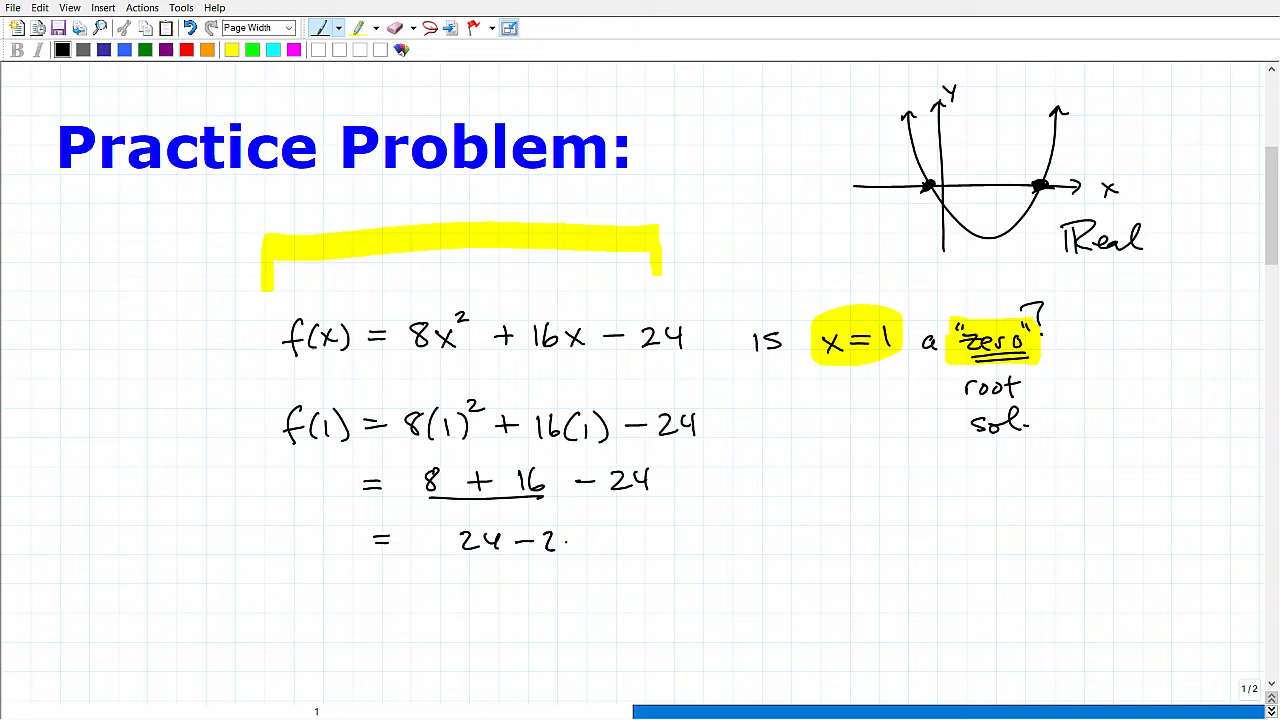 File Edit View Insert Actions Tools Help
Page Width
B I
Practice Problem:
y
x
Real
f(x) = 8x² + 16x - 24 is x = 1 a "zero"?
root
sol.
f(1) = 8(1)² + 16(1) - 24
= 8 + 16 - 24
= 24 - 2
1/2
1